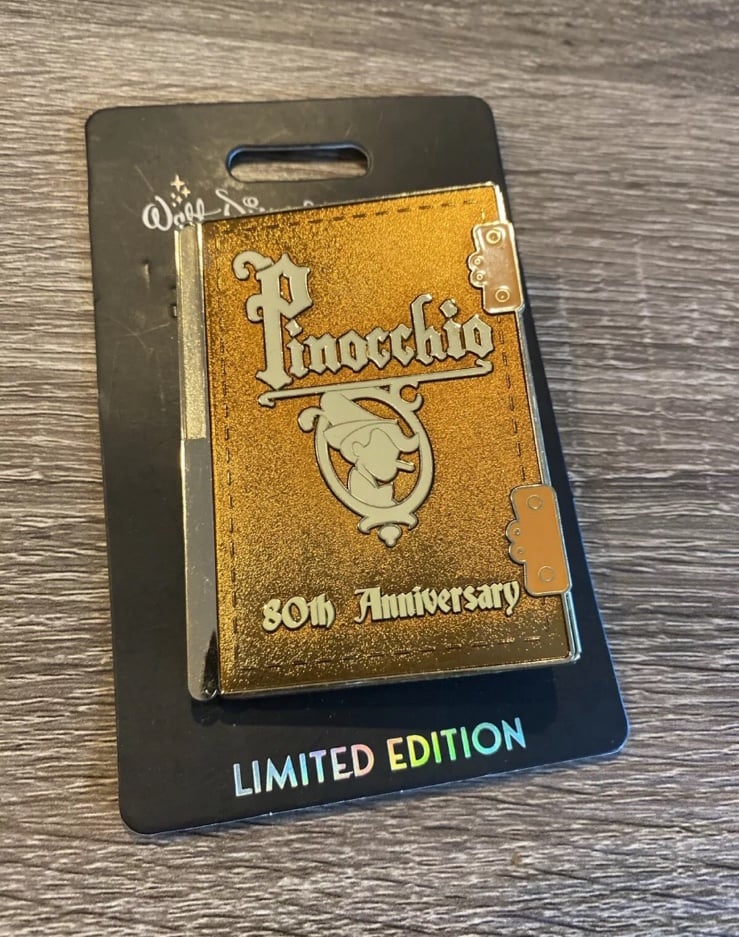 Pinocchio
80th Anniversary
LIMITED EDITION